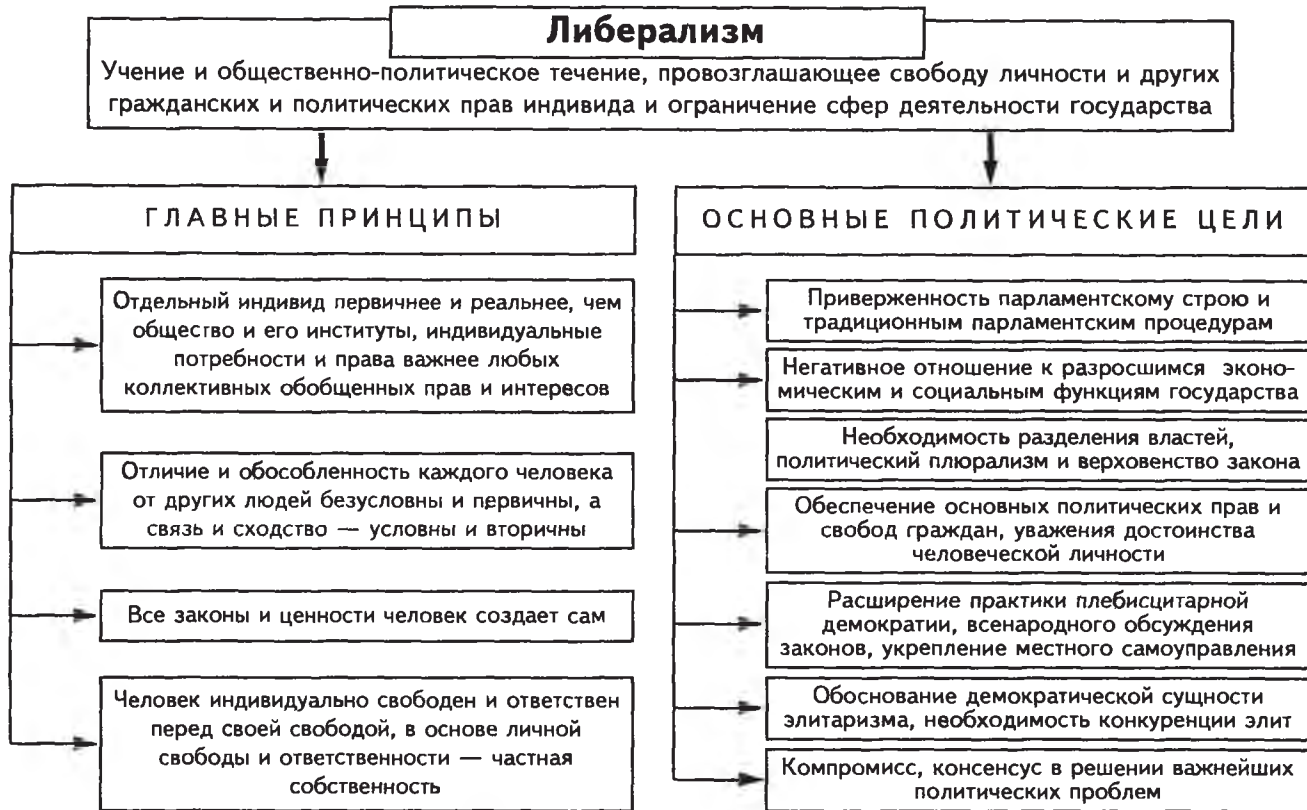 Либерализм
Учение и общественно-политическое течение, провозглашающее свободу личности и других
гражданских и политических прав индивида и ограничение сфер деятельности государства
ГЛАВНЫЕ ПРИНЦИПЫ
Отдельный индивид первичнее и реальнее, чем
общество и его институты, индивидуальные
потребности и права важнее любых
коллективных обобщенных прав и интересов
Отличие и обособленность каждого человека
от других людей безусловны и первичны, а
связь и сходство — условны и вторичны
Все законы и ценности человек создает сам
Человек индивидуально свободен и ответствен
перед своей свободой, в основе личной
свободы и ответственности — частная
собственность
ОСНОВНЫЕ ПОЛИТИЧЕСКИЕ ЦЕЛИ
Приверженность парламентскому строю и
традиционным парламентским процедурам
Негативное отношение к разросшимся эконо-
мическим и социальным функциям государства
Необходимость разделения властей,
политический плюрализм и верховенство закона
Обеспечение основных политических прав и
свобод граждан, уважения достоинства
человеческой личности
Расширение практики плебисцитарной
демократии, всенародного обсуждения
законов, укрепление местного самоуправления
Обоснование демократической сущности
элитаризма, необходимость конкуренции элит
Компромисс, консенсус в решении важнейших
политических проблем